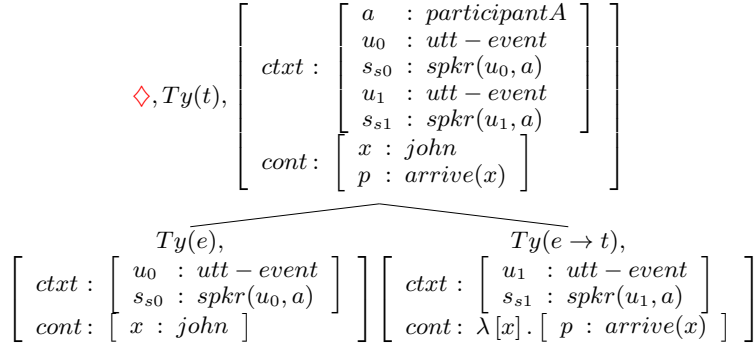 a : participantA
u0 : utt − event
ctxt : ss0 : spkr(u0, a)
u1 : utt − event
♢, Ty(t),
ss1 : spkr(u1, a)
x : john
cont : p : arrive(x)
Ty(e), Ty(e → t),
u0 : utt − event u1 : utt − event
ctxt : ss0 : spkr(u0, a) ctxt : ss1 : spkr(u1, a)
cont : [ x : john ] cont : λ [x] . [ p : arrive(x) ]